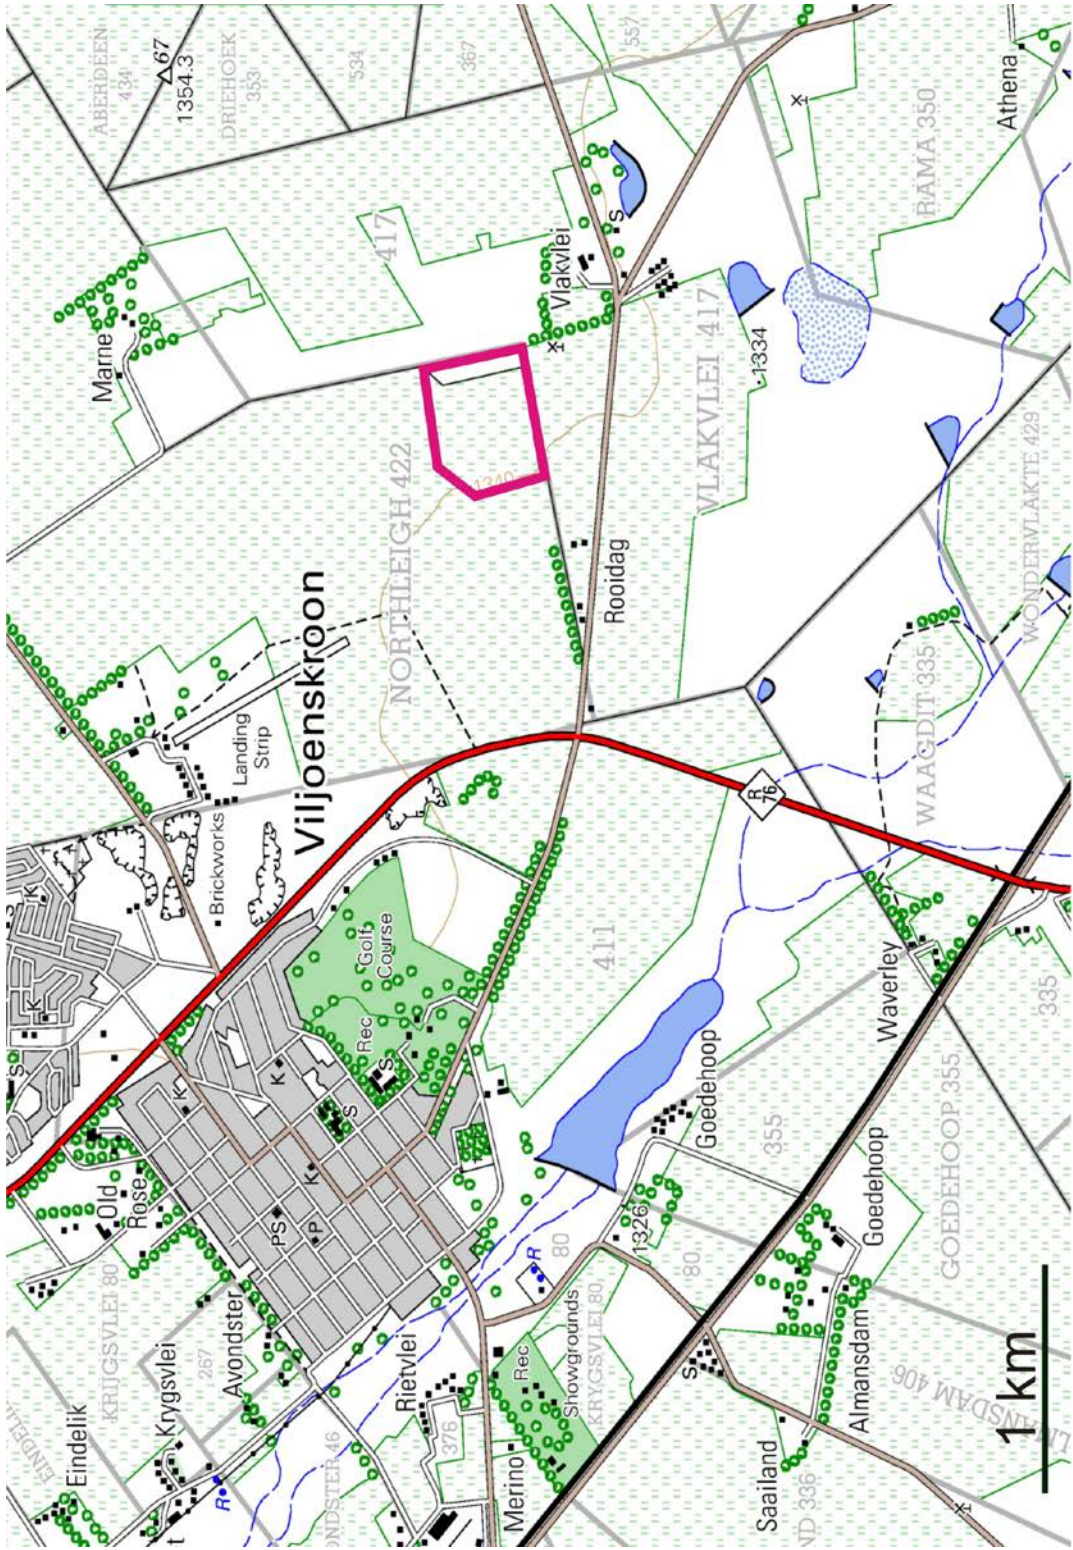 ABERDEEN
434
67
1354.3
DRIEHOEK
353
534
367
557
Marne
417
Vlakvlei
S
RAMA 350
Athena
NORTHLEIGH 422
1340
VLAKVLEI 417
1334
Rooidag
WONDERVLAKTE 429
WAAGDIT 335
Viljoenskroon
Landing
Strip
Brickworks
K
K
S
Golf
Course
Rec
S
S
K
K
K
PS
P
R
76
411
Waverley
335
Goedehoop
355
GOEDEHOOP 355
Old
Rose
1326
80
80
R
Goedehoop
KRUGSVLEI 80
Avondster
267
Krygsvlei
Eindelik
R
Rietvlei
376
Rec
Showgrounds
KRYGSVLEI 80
Merino
S
Almansdam
Saailand
1 km